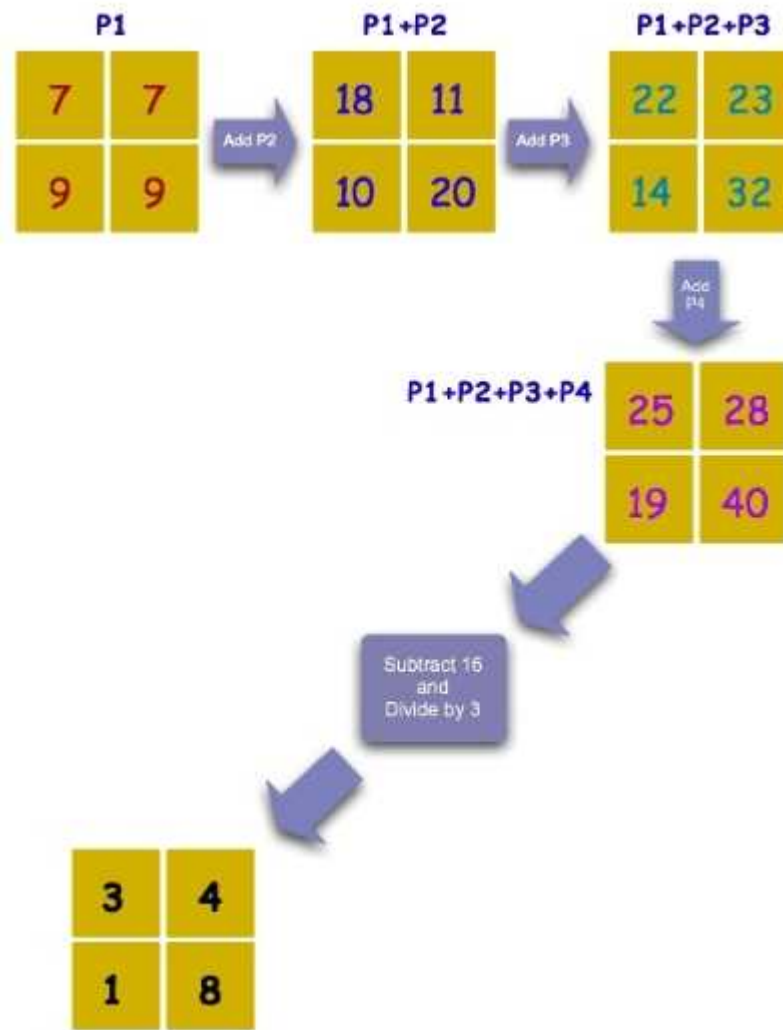 P1
P1+P2
P1+P2+P3
7 7
Add P2
18 11
Add P3
22 23
9 9
10 20
14 32
Add
P4
P1+P2+P3+P4
25 28
19 40
Subtract 16
and
Divide by 3
3 4
1 8